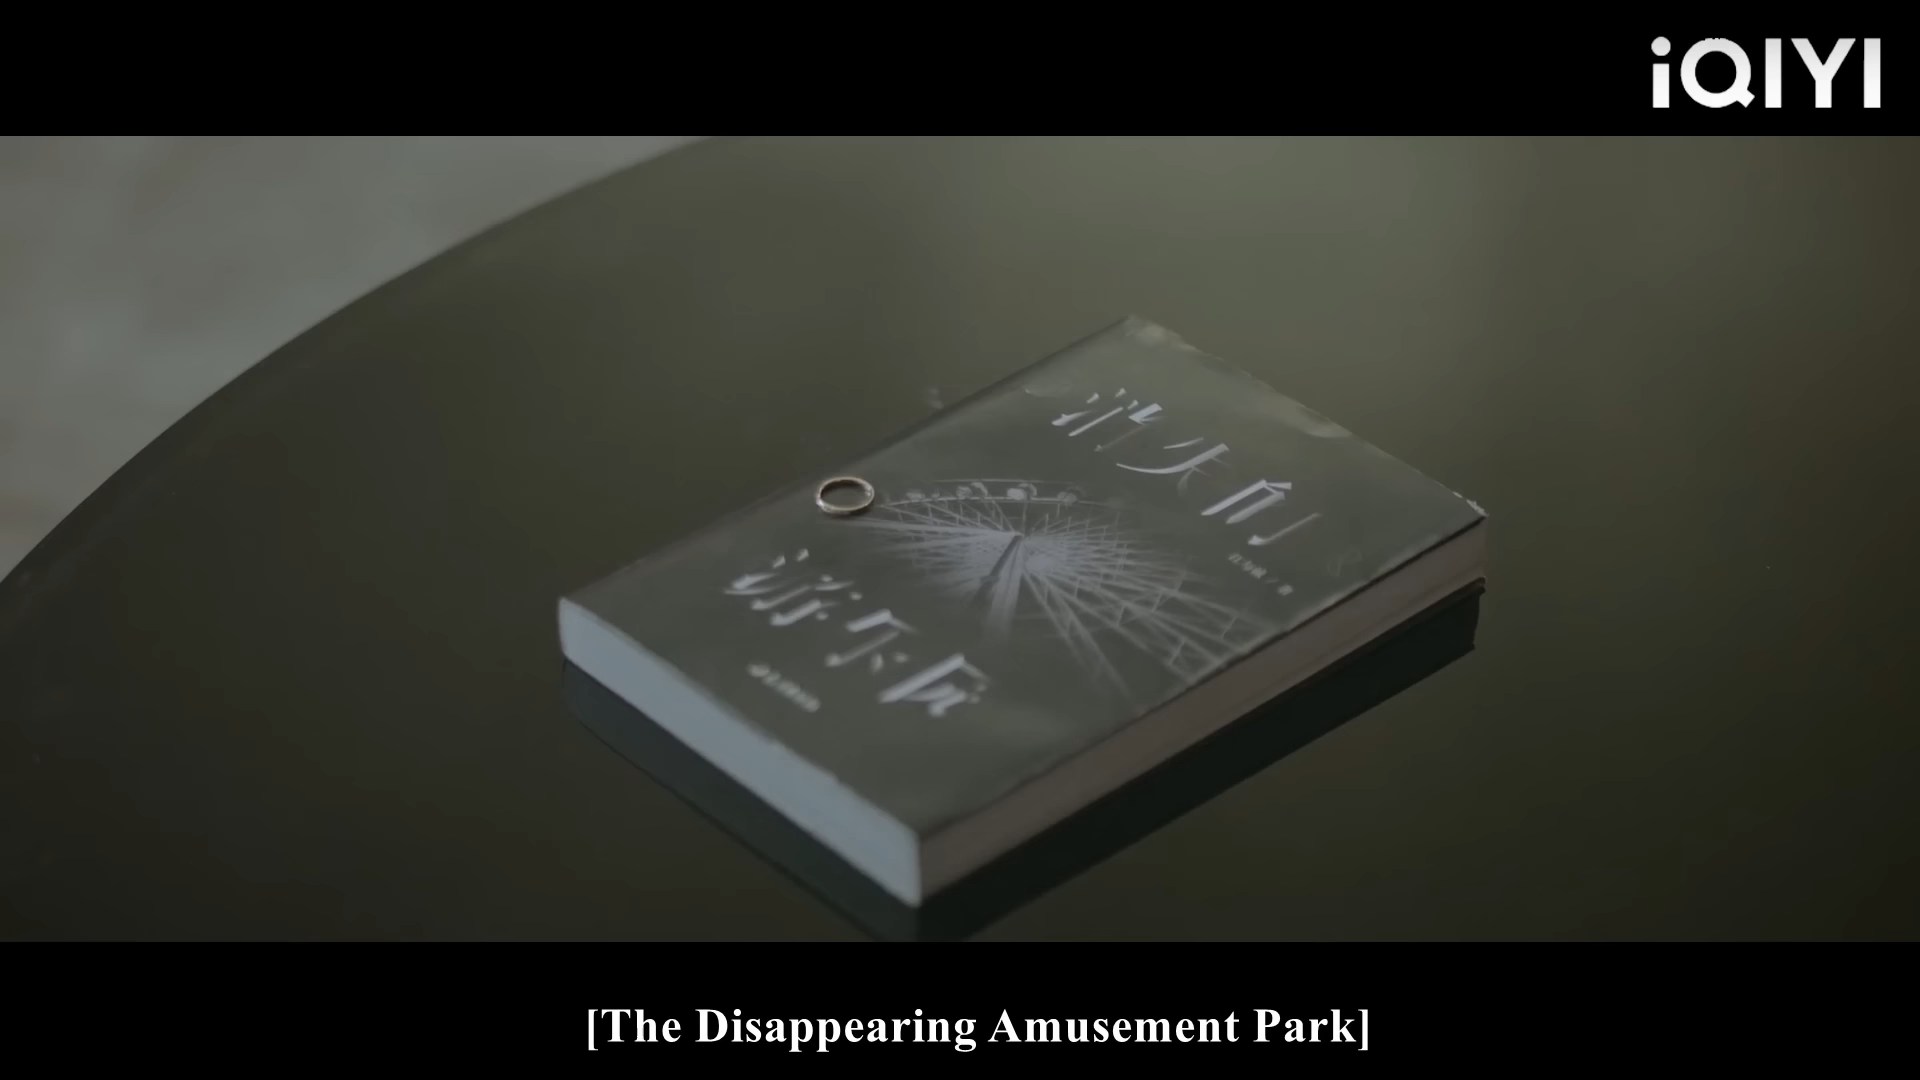 iQIYI
消失的
游乐园
[The Disappearing Amusement Park]